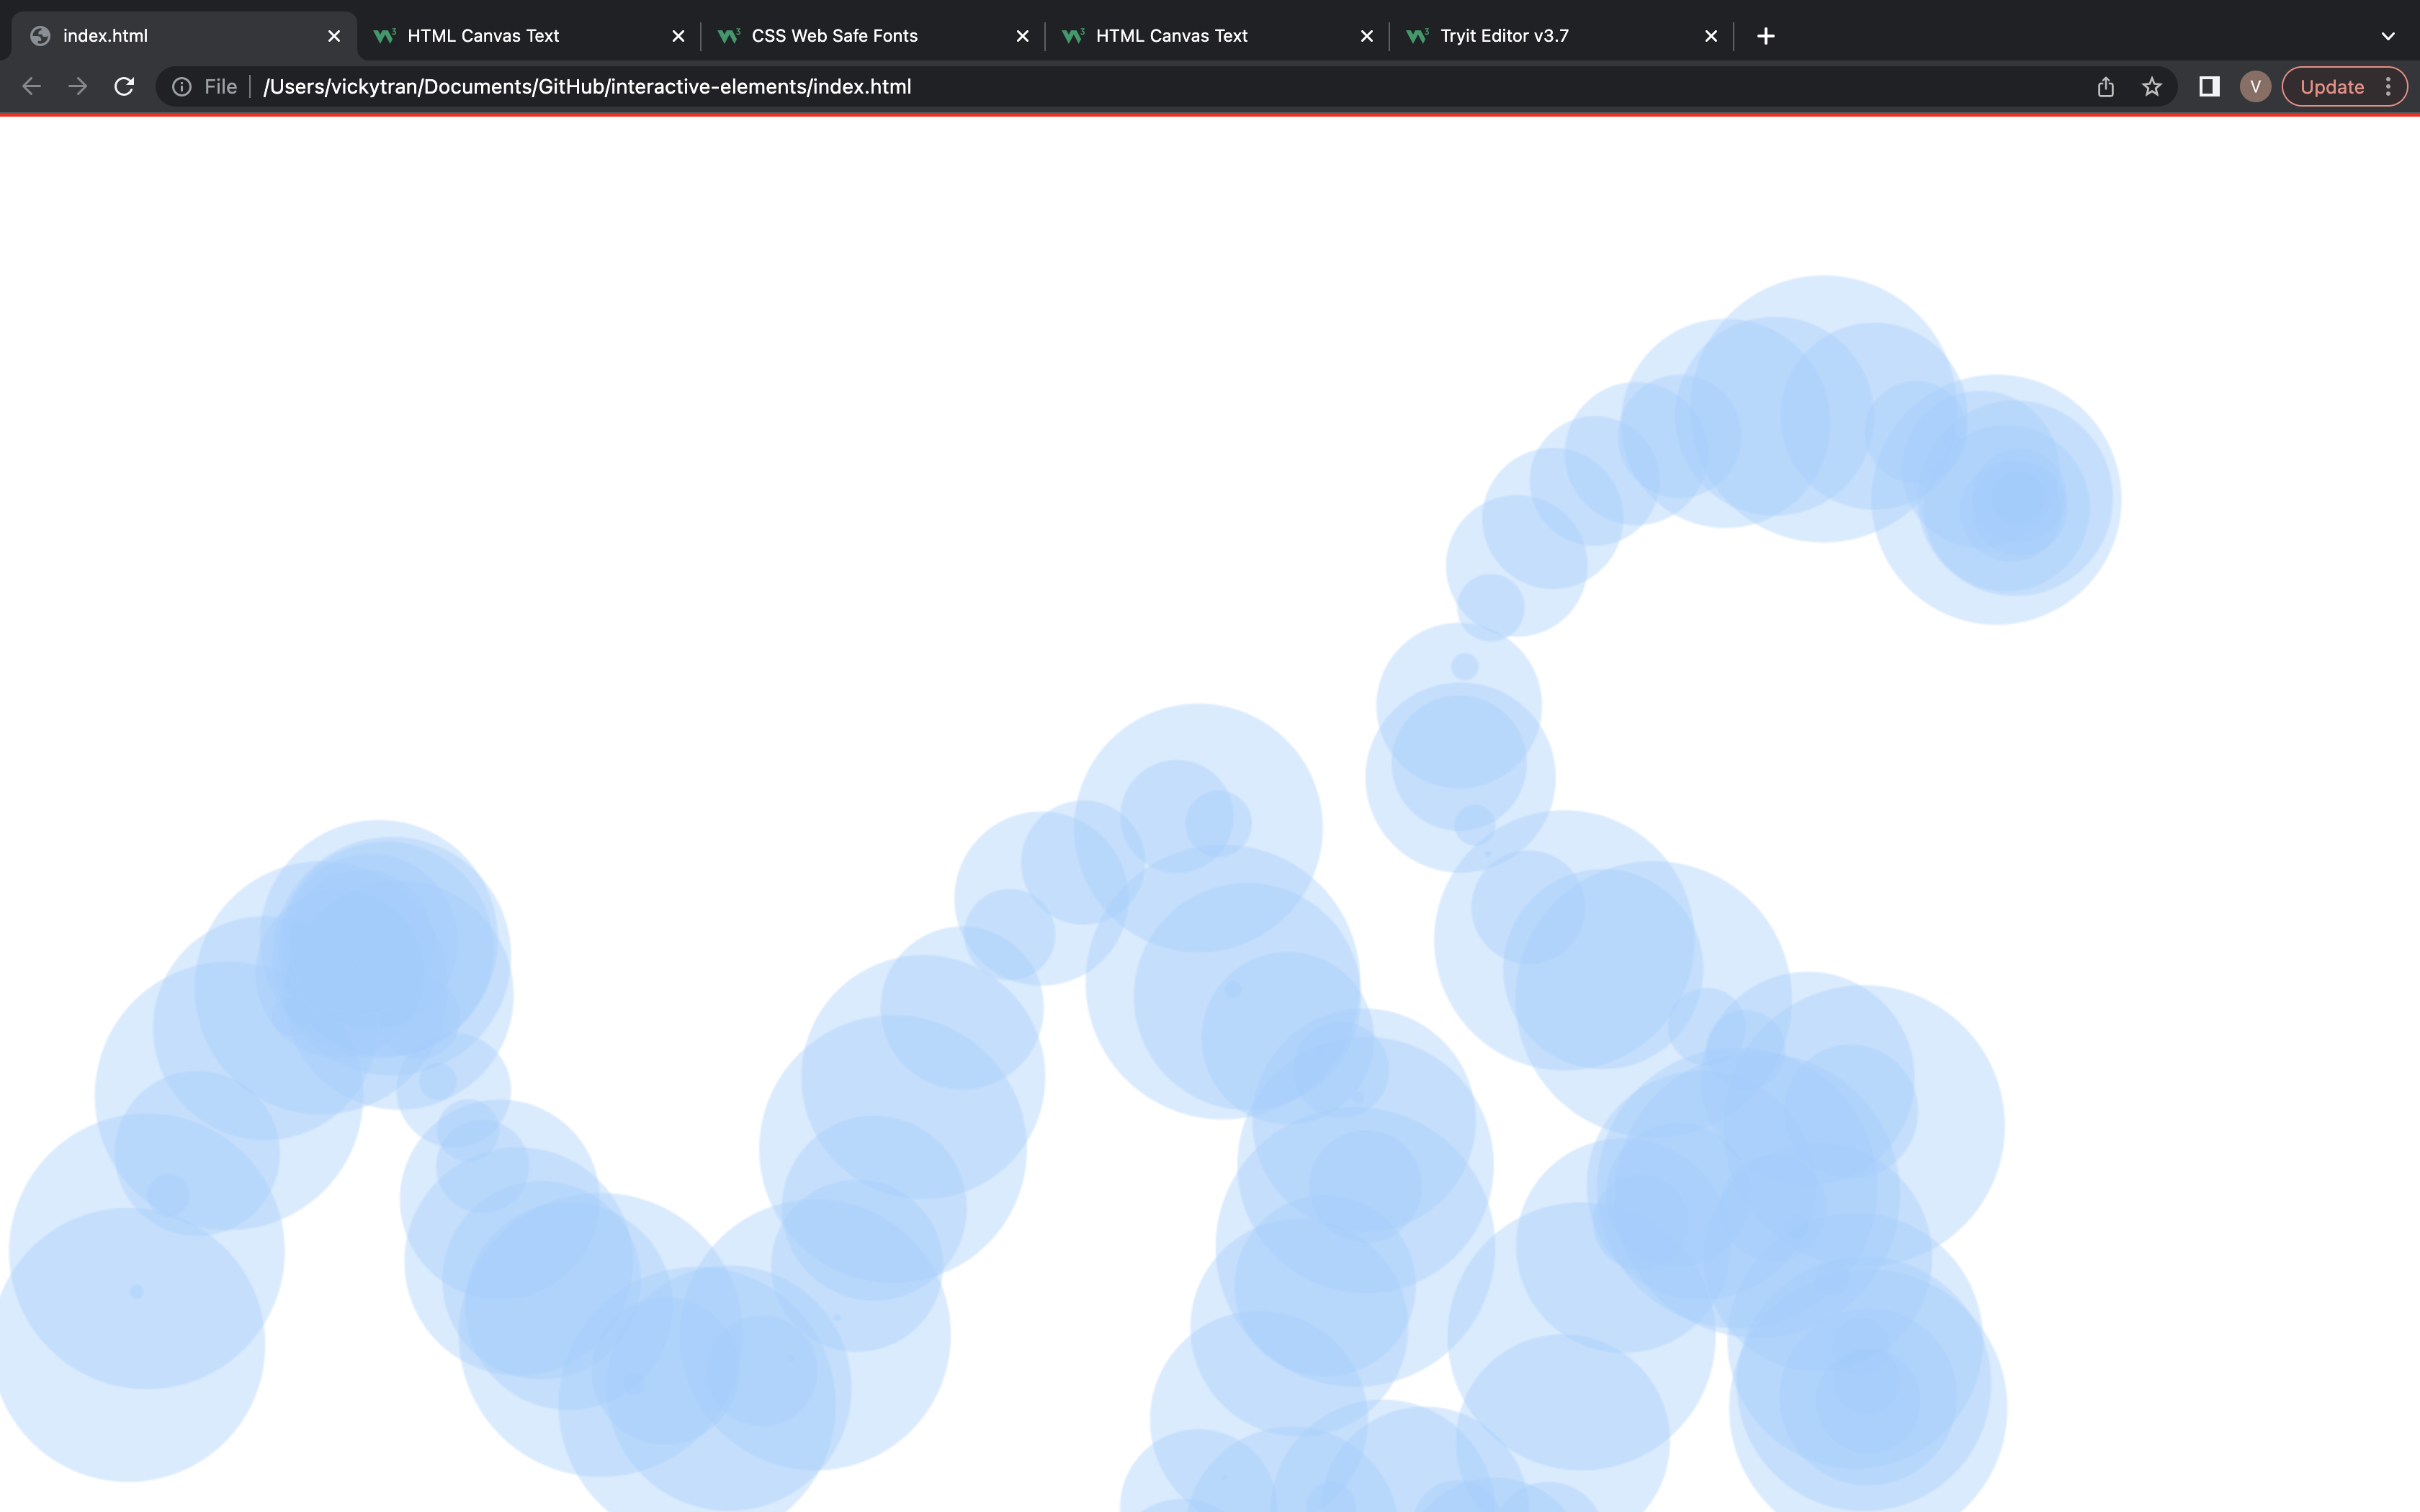 index.html
HTML Canvas Text
CSS Web Safe Fonts
HTML Canvas Text
Tryit Editor v3.7
File /Users/vickytran/Documents/GitHub/interactive-elements/index.html
V
Update